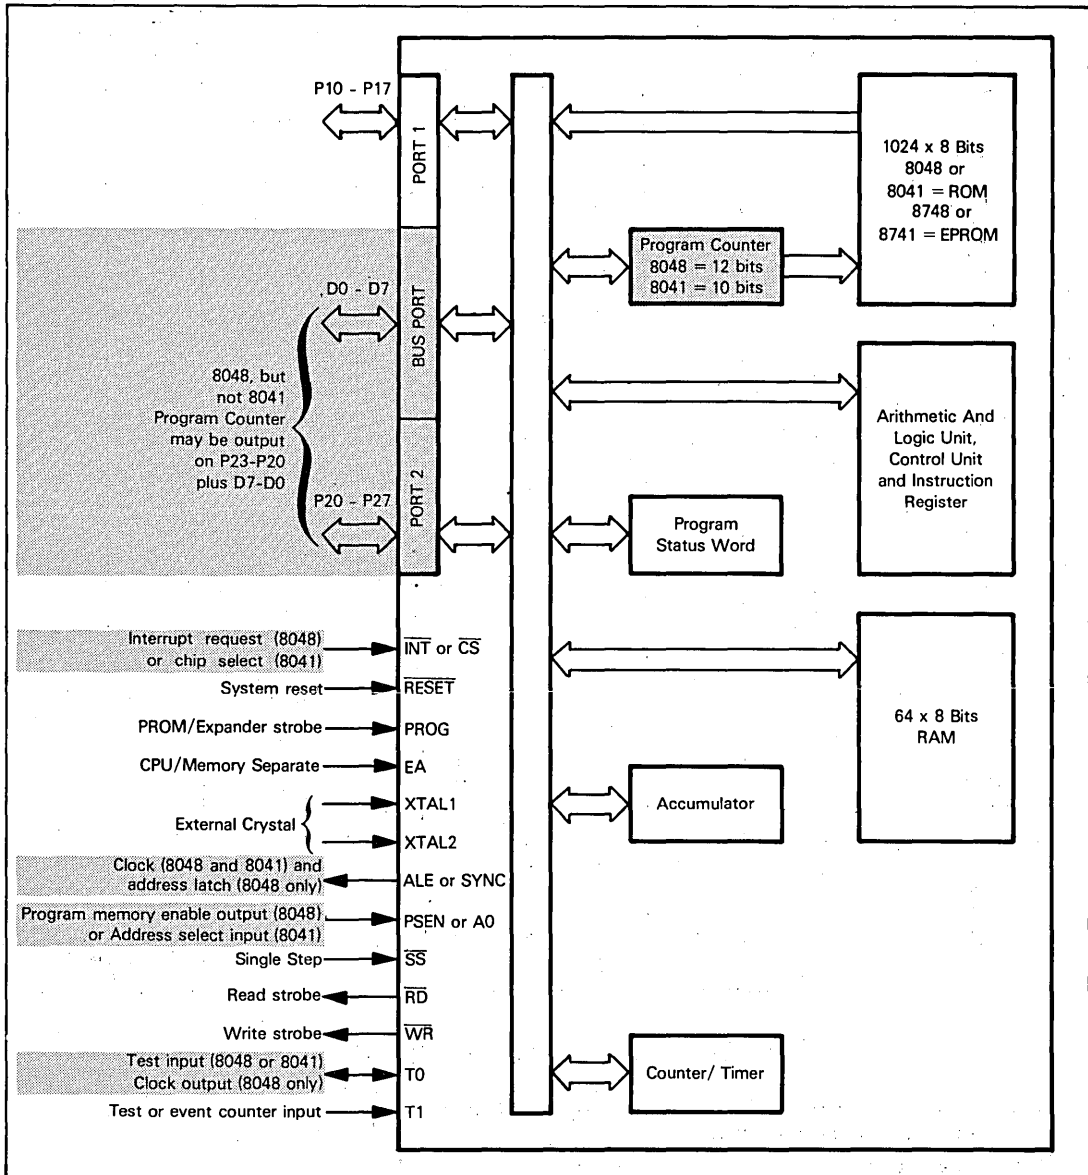 P10 - P17
PORT 1
1024 x 8 Bits
8048 or
8041 = ROM
8748 or
8741 = EPROM
Program Counter
8048 = 12 bits
8041 = 10 bits
D0 - D7
BUS PORT
8048, but
not 8041
Program Counter
may be output
on P23-P20
plus D7-D0
P20 - P27
PORT 2
Arithmetic And
Logic Unit,
Control Unit
and Instruction
Register
Program
Status Word
Interrupt request (8048)
or chip select (8041)
INT or CS
System reset
RESET
PROM/Expander strobe
PROG
CPU/Memory Separate
EA
External Crystal
XTAL1
XTAL2
64 x 8 Bits
RAM
Accumulator
Clock (8048 and 8041) and
address latch (8048 only)
ALE or SYNC
Program memory enable output (8048)
or Address select input (8041)
PSEN or A0
Single Step
SS
Read strobe
RD
Write strobe
WR
Test input (8048 or 8041)
Clock output (8048 only)
T0
Counter/ Timer
Test or event counter input
T1